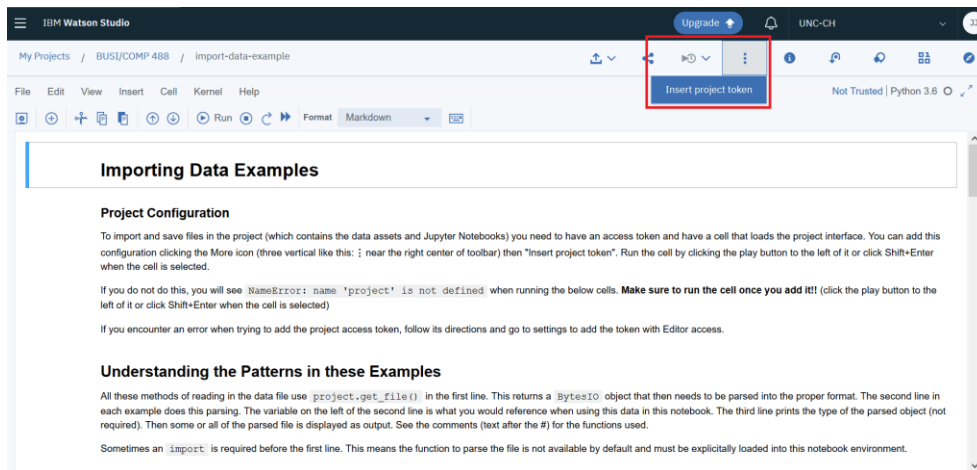 IBM Watson Studio
Upgrade
UNC-CH
My Projects / BUSI/COMP 488 / import-data-example
Insert project token
File Edit View Insert Cell Kernel Help
Not Trusted | Python 3.6
Run
Format Markdown
Importing Data Examples
Project Configuration
To import and save files in the project (which contains the data assets and Jupyter Notebooks) you need to have an access token and have a cell that loads the project interface. You can add this
configuration clicking the More icon (three vertical like this: ⋮ near the right center of toolbar) then "Insert project token". Run the cell by clicking the play button to the left of it or click Shift+Enter
when the cell is selected.
If you do not do this, you will see NameError: name 'project' is not defined when running the below cells. Make sure to run the cell once you add it!! (click the play button to the
left of it or click Shift+Enter when the cell is selected)
If you encounter an error when trying to add the project access token, follow its directions and go to settings to add the token with Editor access.
Understanding the Patterns in these Examples
All these methods of reading in the data file use project.get_file() in the first line. This returns a BytesIO object that then needs to be parsed into the proper format. The second line in
each example does this parsing. The variable on the left of the second line is what you would reference when using this data in this notebook. The third line prints the type of the parsed object (not
required). Then some or all of the parsed file is displayed as output. See the comments (text after the #) for the functions used.
Sometimes an import is required before the first line. This means the function to parse the file is not available by default and must be explicitally loaded into this notebook environment.